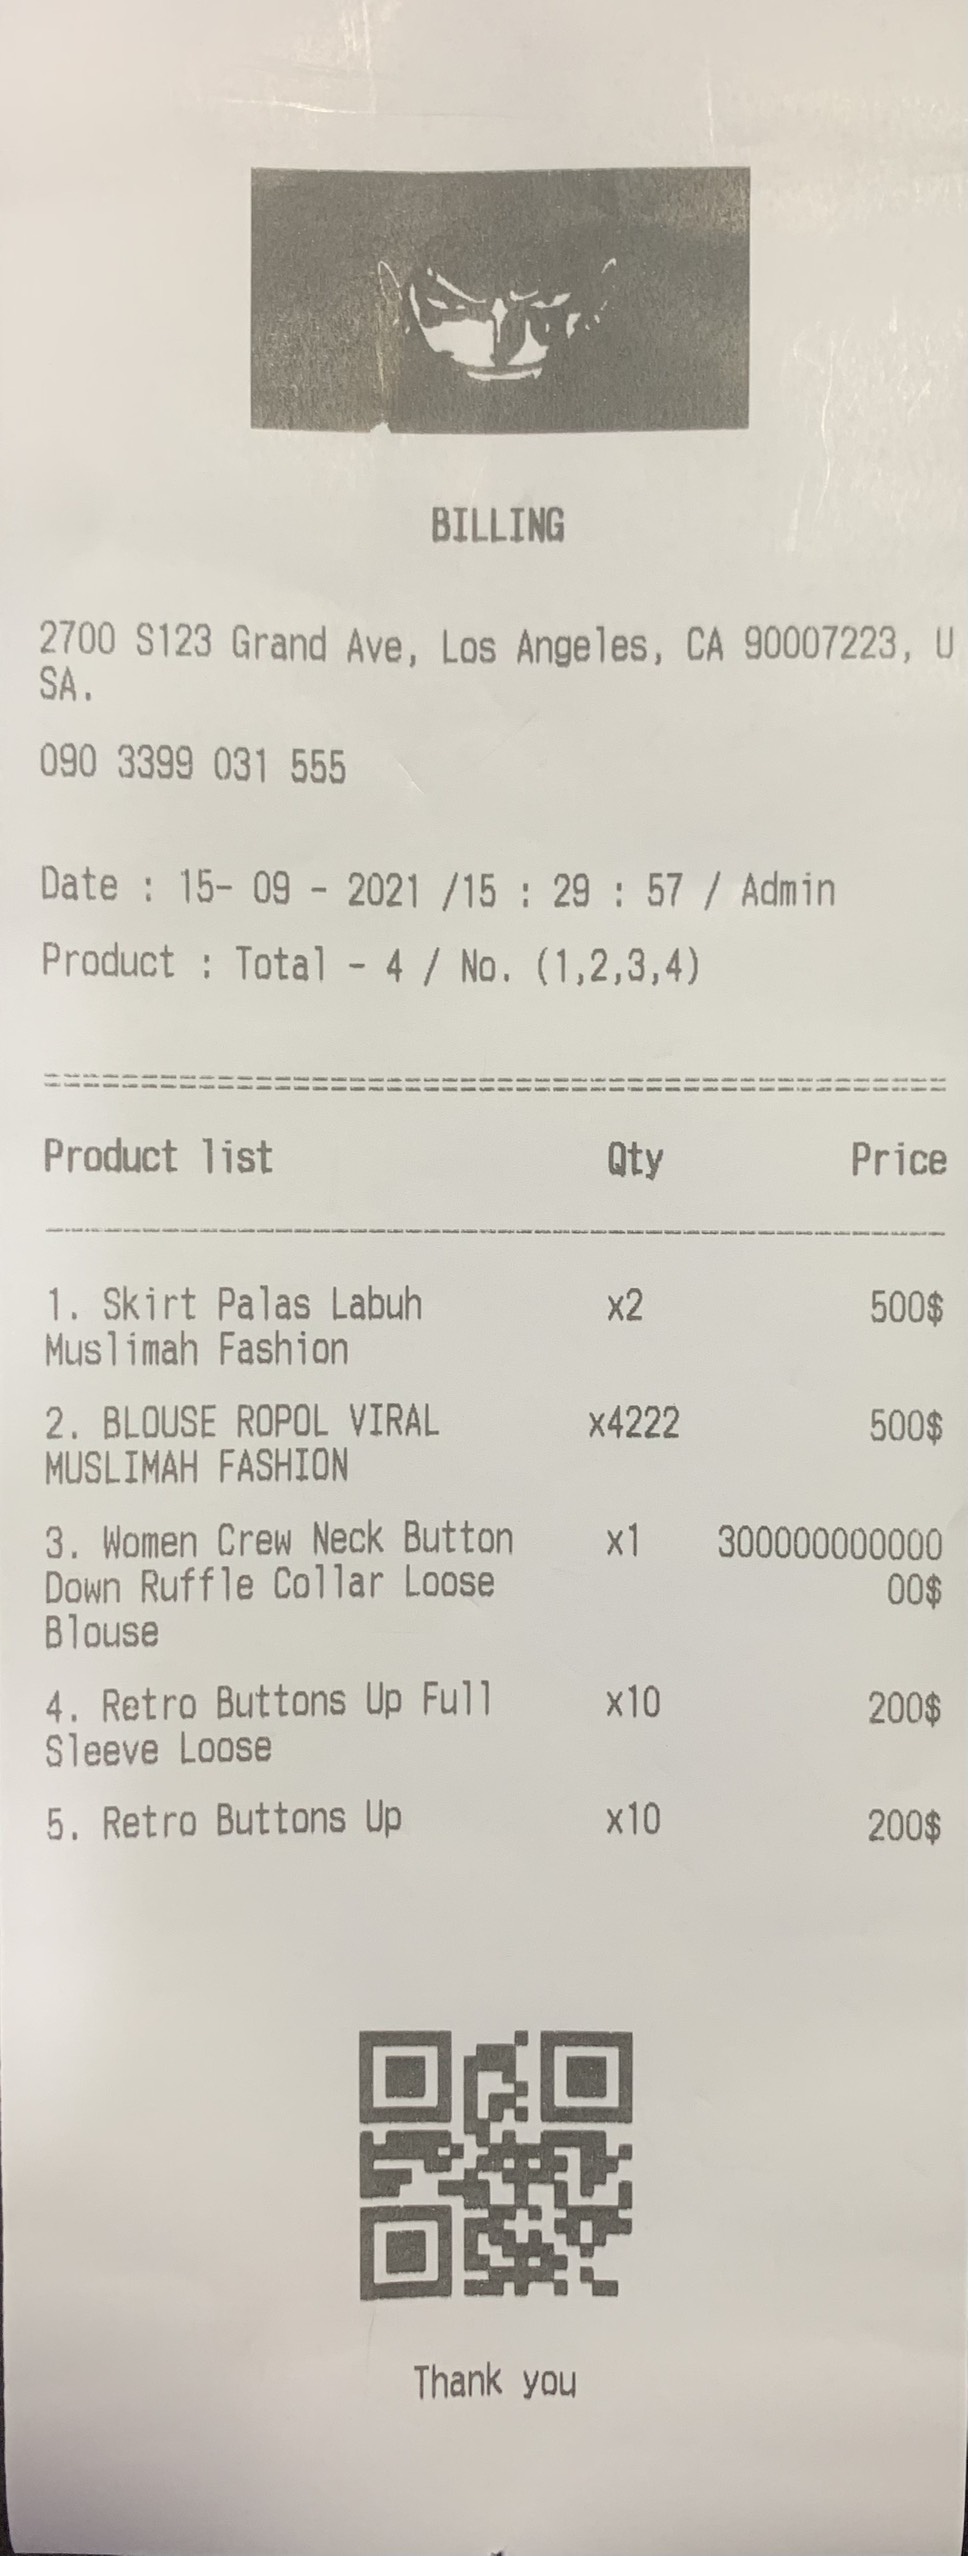 BILLING
2700 S123 Grand Ave, Los Angeles, CA 90007223, U
SA.
090 3399 031 555
Date : 15- 09 - 2021 /15 : 29 : 57 / Admin
Product : Total - 4 / No. (1,2,3,4)
Product list Qty Price
1. Skirt Palas Labuh x2 500$
Muslimah Fashion
2. BLOUSE ROPOL VIRAL x4222 500$
MUSLIMAH FASHION
3. Women Crew Neck Button x1 300000000000
Down Ruffle Collar Loose 00$
Blouse
4. Retro Buttons Up Full x10 200$
Sleeve Loose
5. Retro Buttons Up x10 200$
Thank you